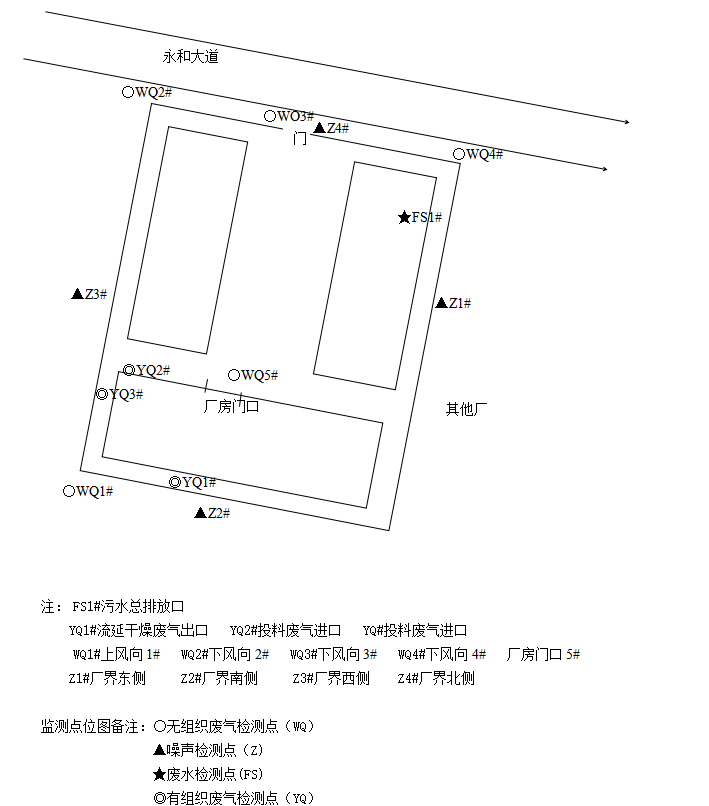 永和大道
WQ2#
WO3#
Z4#
门
WQ4#
FS1#
Z3#
Z1#
YQ2#
WQ5#
YQ3#
厂房门口
其他厂
YQ1#
WQ1#
Z2#
注： FS1#污水总排放口
YQ1#流延干燥废气出口 YQ2#投料废气进口 YQ#投料废气进口
WQ1#上风向 1# WQ2#下风向 2# WQ3#下风向 3# WQ4#下风向 4# 厂房门口 5#
Z1#厂界东侧 Z2#厂界南侧 Z3#厂界西侧 Z4#厂界北侧
监测点位图备注：○无组织废气检测点（WQ）
▲噪声检测点（Z）
★废水检测点(FS)
◎有组织废气检测点（YQ）